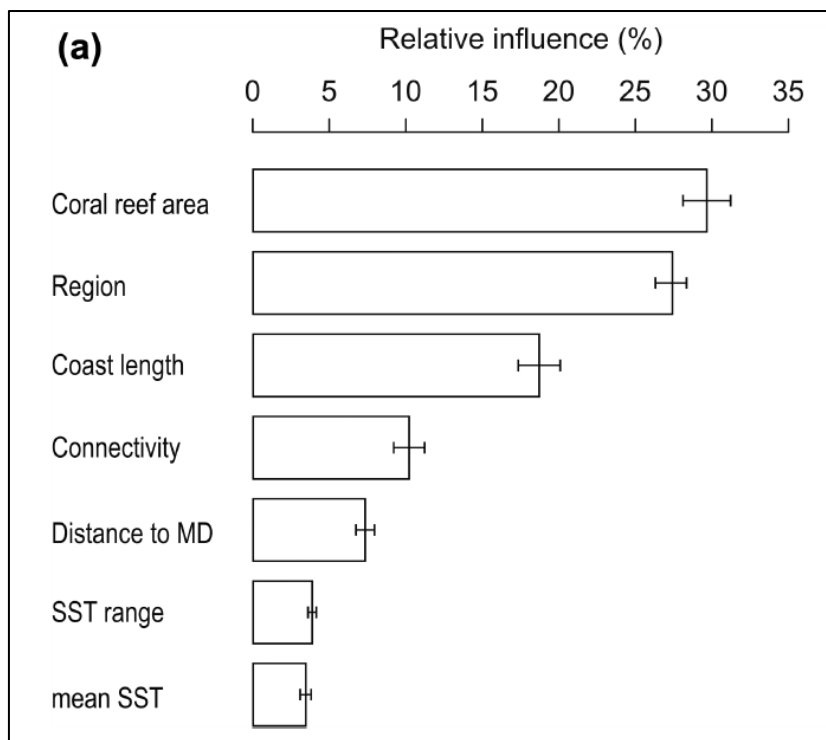 (a)
Relative influence (%)
0 5 10 15 20 25 30 35
Coral reef area
Region
Coast length
Connectivity
Distance to MD
SST range
mean SST